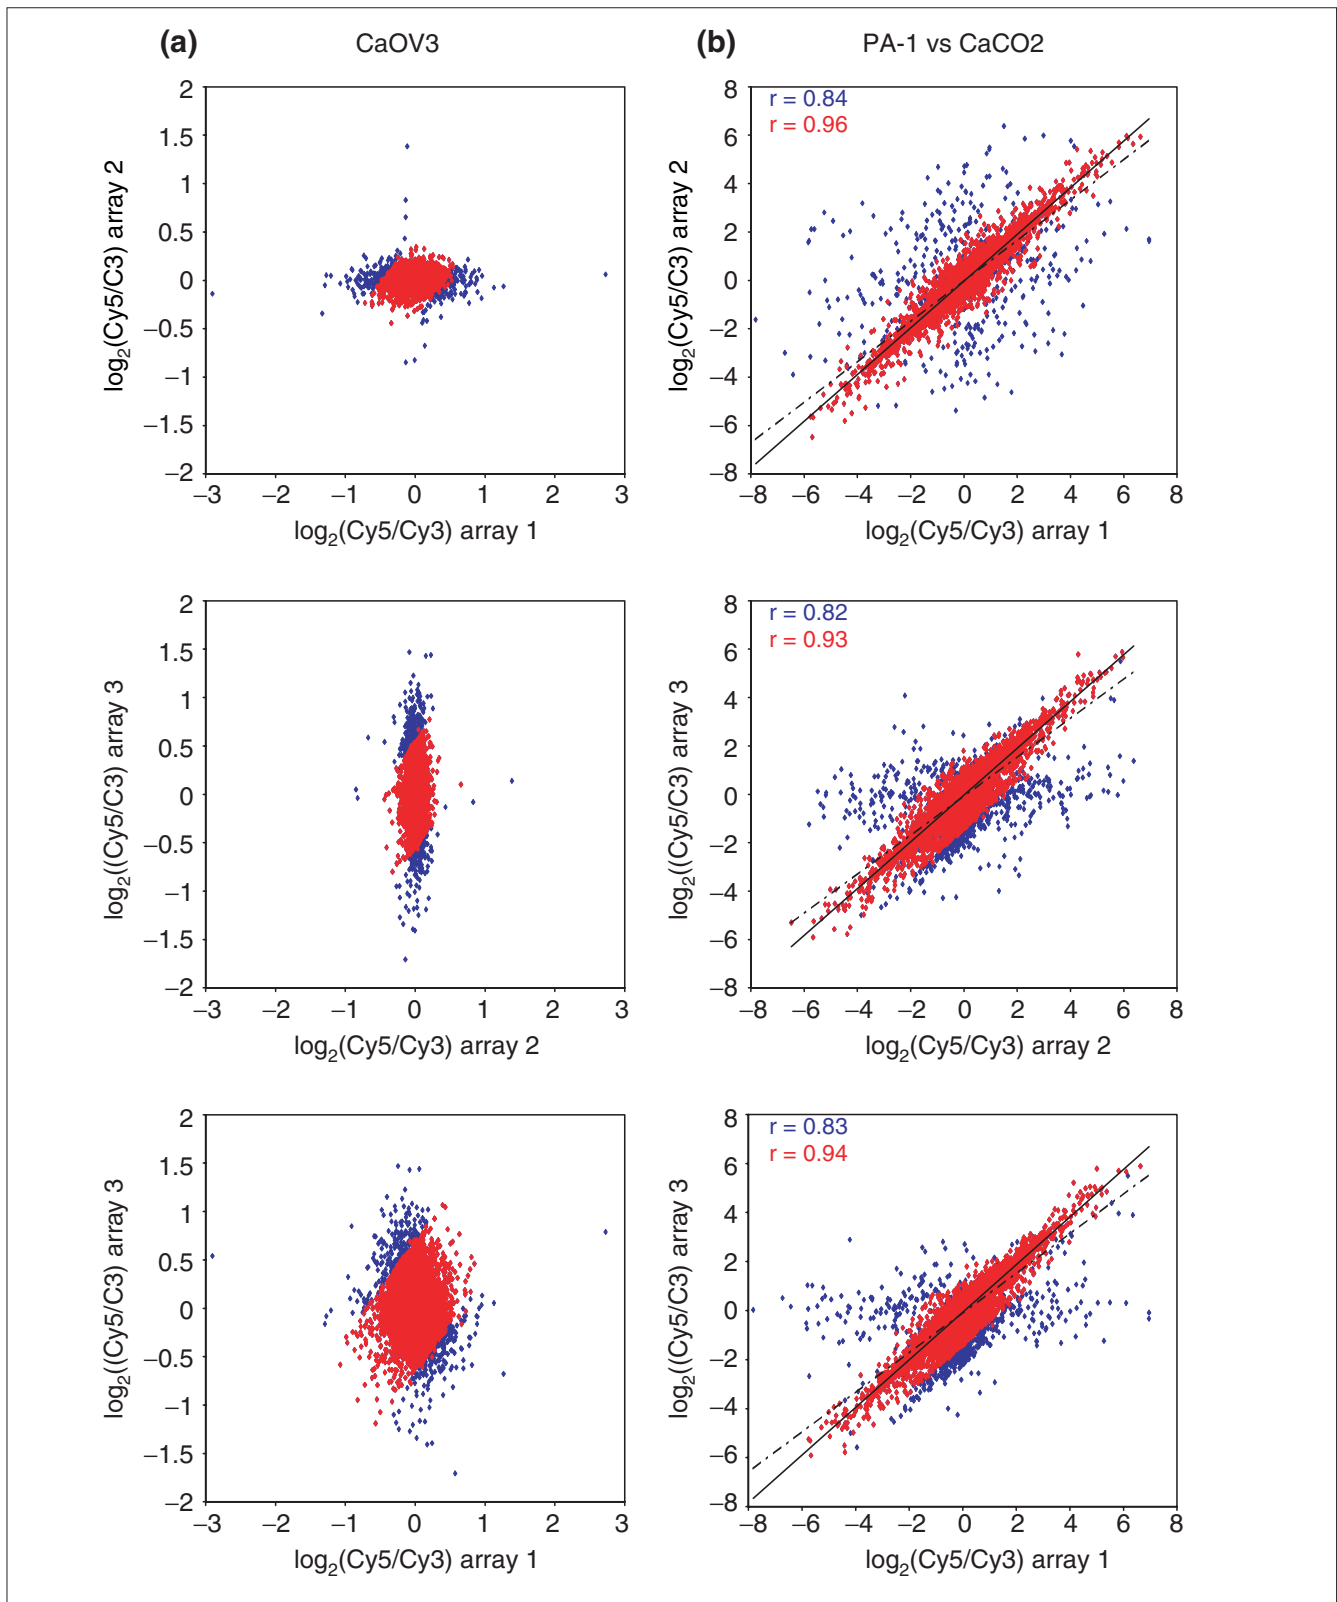 (a) CaOV3 (b) PA-1 vs CaCO2
2
1.5
1
0.5
0
−0.5
−1
−1.5
−2
−3 −2 −1 0 1 2 3
log2(Cy5/C3) array 2
log2(Cy5/Cy3) array 1
r = 0.84
r = 0.96
8
6
4
2
0
−2
−4
−6
−8
−8 −6 −4 −2 0 2 4 6 8
log2(Cy5/C3) array 2
log2(Cy5/Cy3) array 1
2
1.5
1
0.5
0
−0.5
−1
−1.5
−2
−3 −2 −1 0 1 2 3
log2((Cy5/C3) array 3
log2(Cy5/Cy3) array 2
r = 0.82
r = 0.93
8
6
4
2
0
−2
−4
−6
−8
−8 −6 −4 −2 0 2 4 6 8
log2((Cy5/C3) array 3
log2(Cy5/Cy3) array 2
2
1.5
1
0.5
0
−0.5
−1
−1.5
−2
−3 −2 −1 0 1 2 3
log2((Cy5/C3) array 3
log2(Cy5/Cy3) array 1
r = 0.83
r = 0.94
8
6
4
2
0
−2
−4
−6
−8
−8 −6 −4 −2 0 2 4 6 8
log2((Cy5/C3) array 3
log2(Cy5/Cy3) array 1